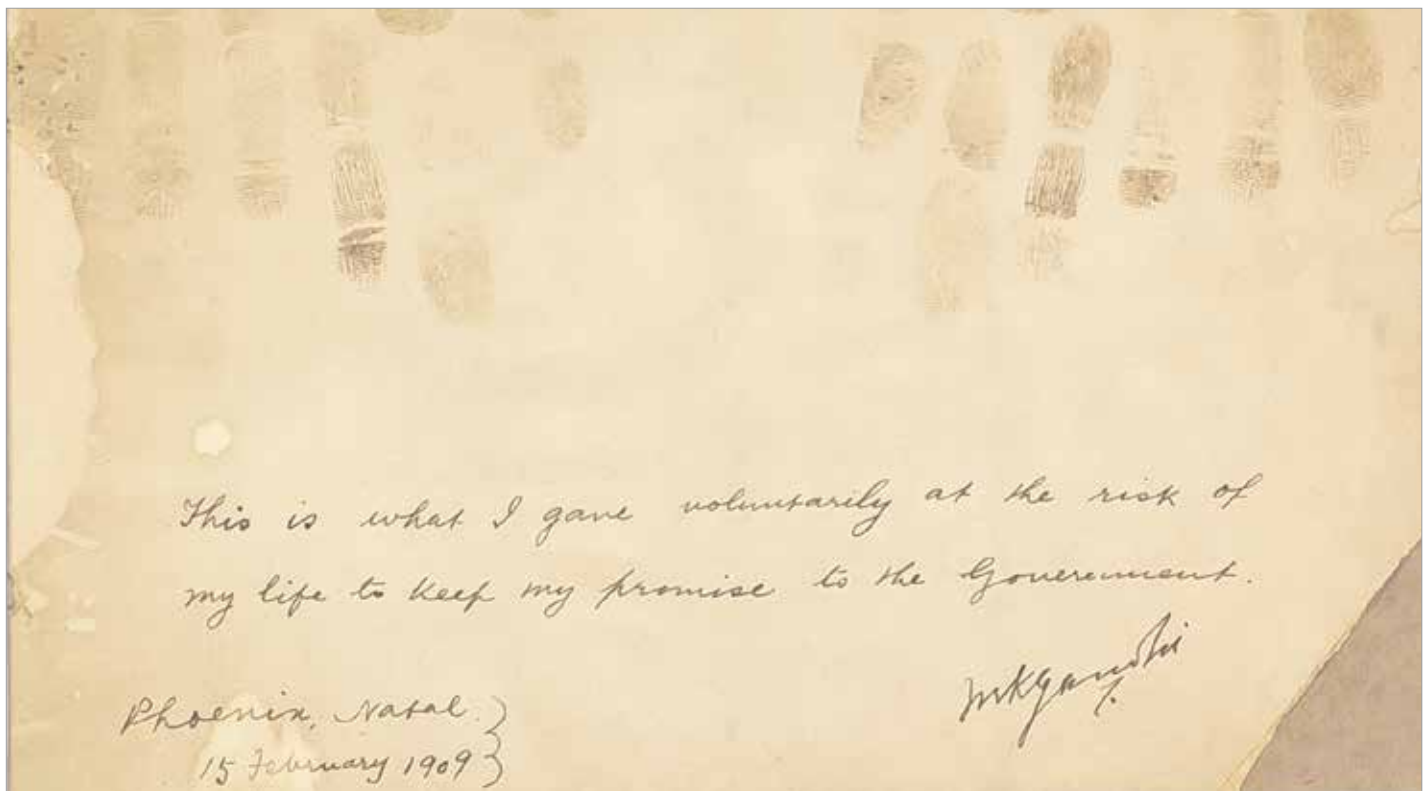 This is what I gave voluntarily at the risk of
my life to keep my promise to the Government.
MKGandhi
Phoenix, Natal.
15 February 1909